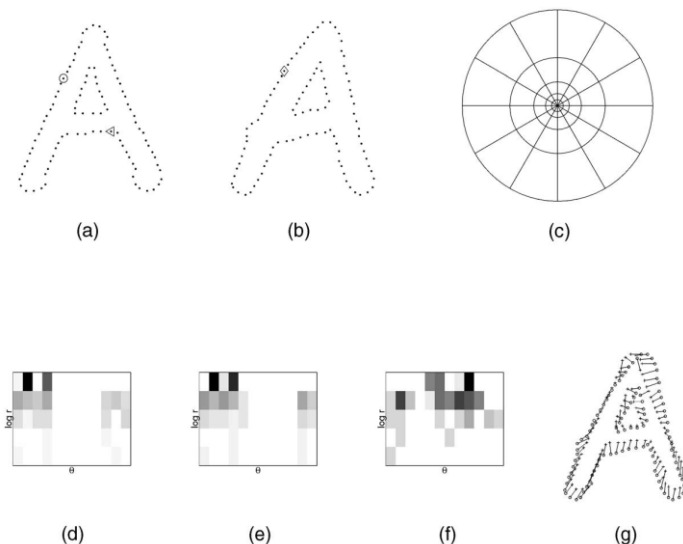 (a) (b) (c)
log r θ log r θ log r θ
(d) (e) (f) (g)